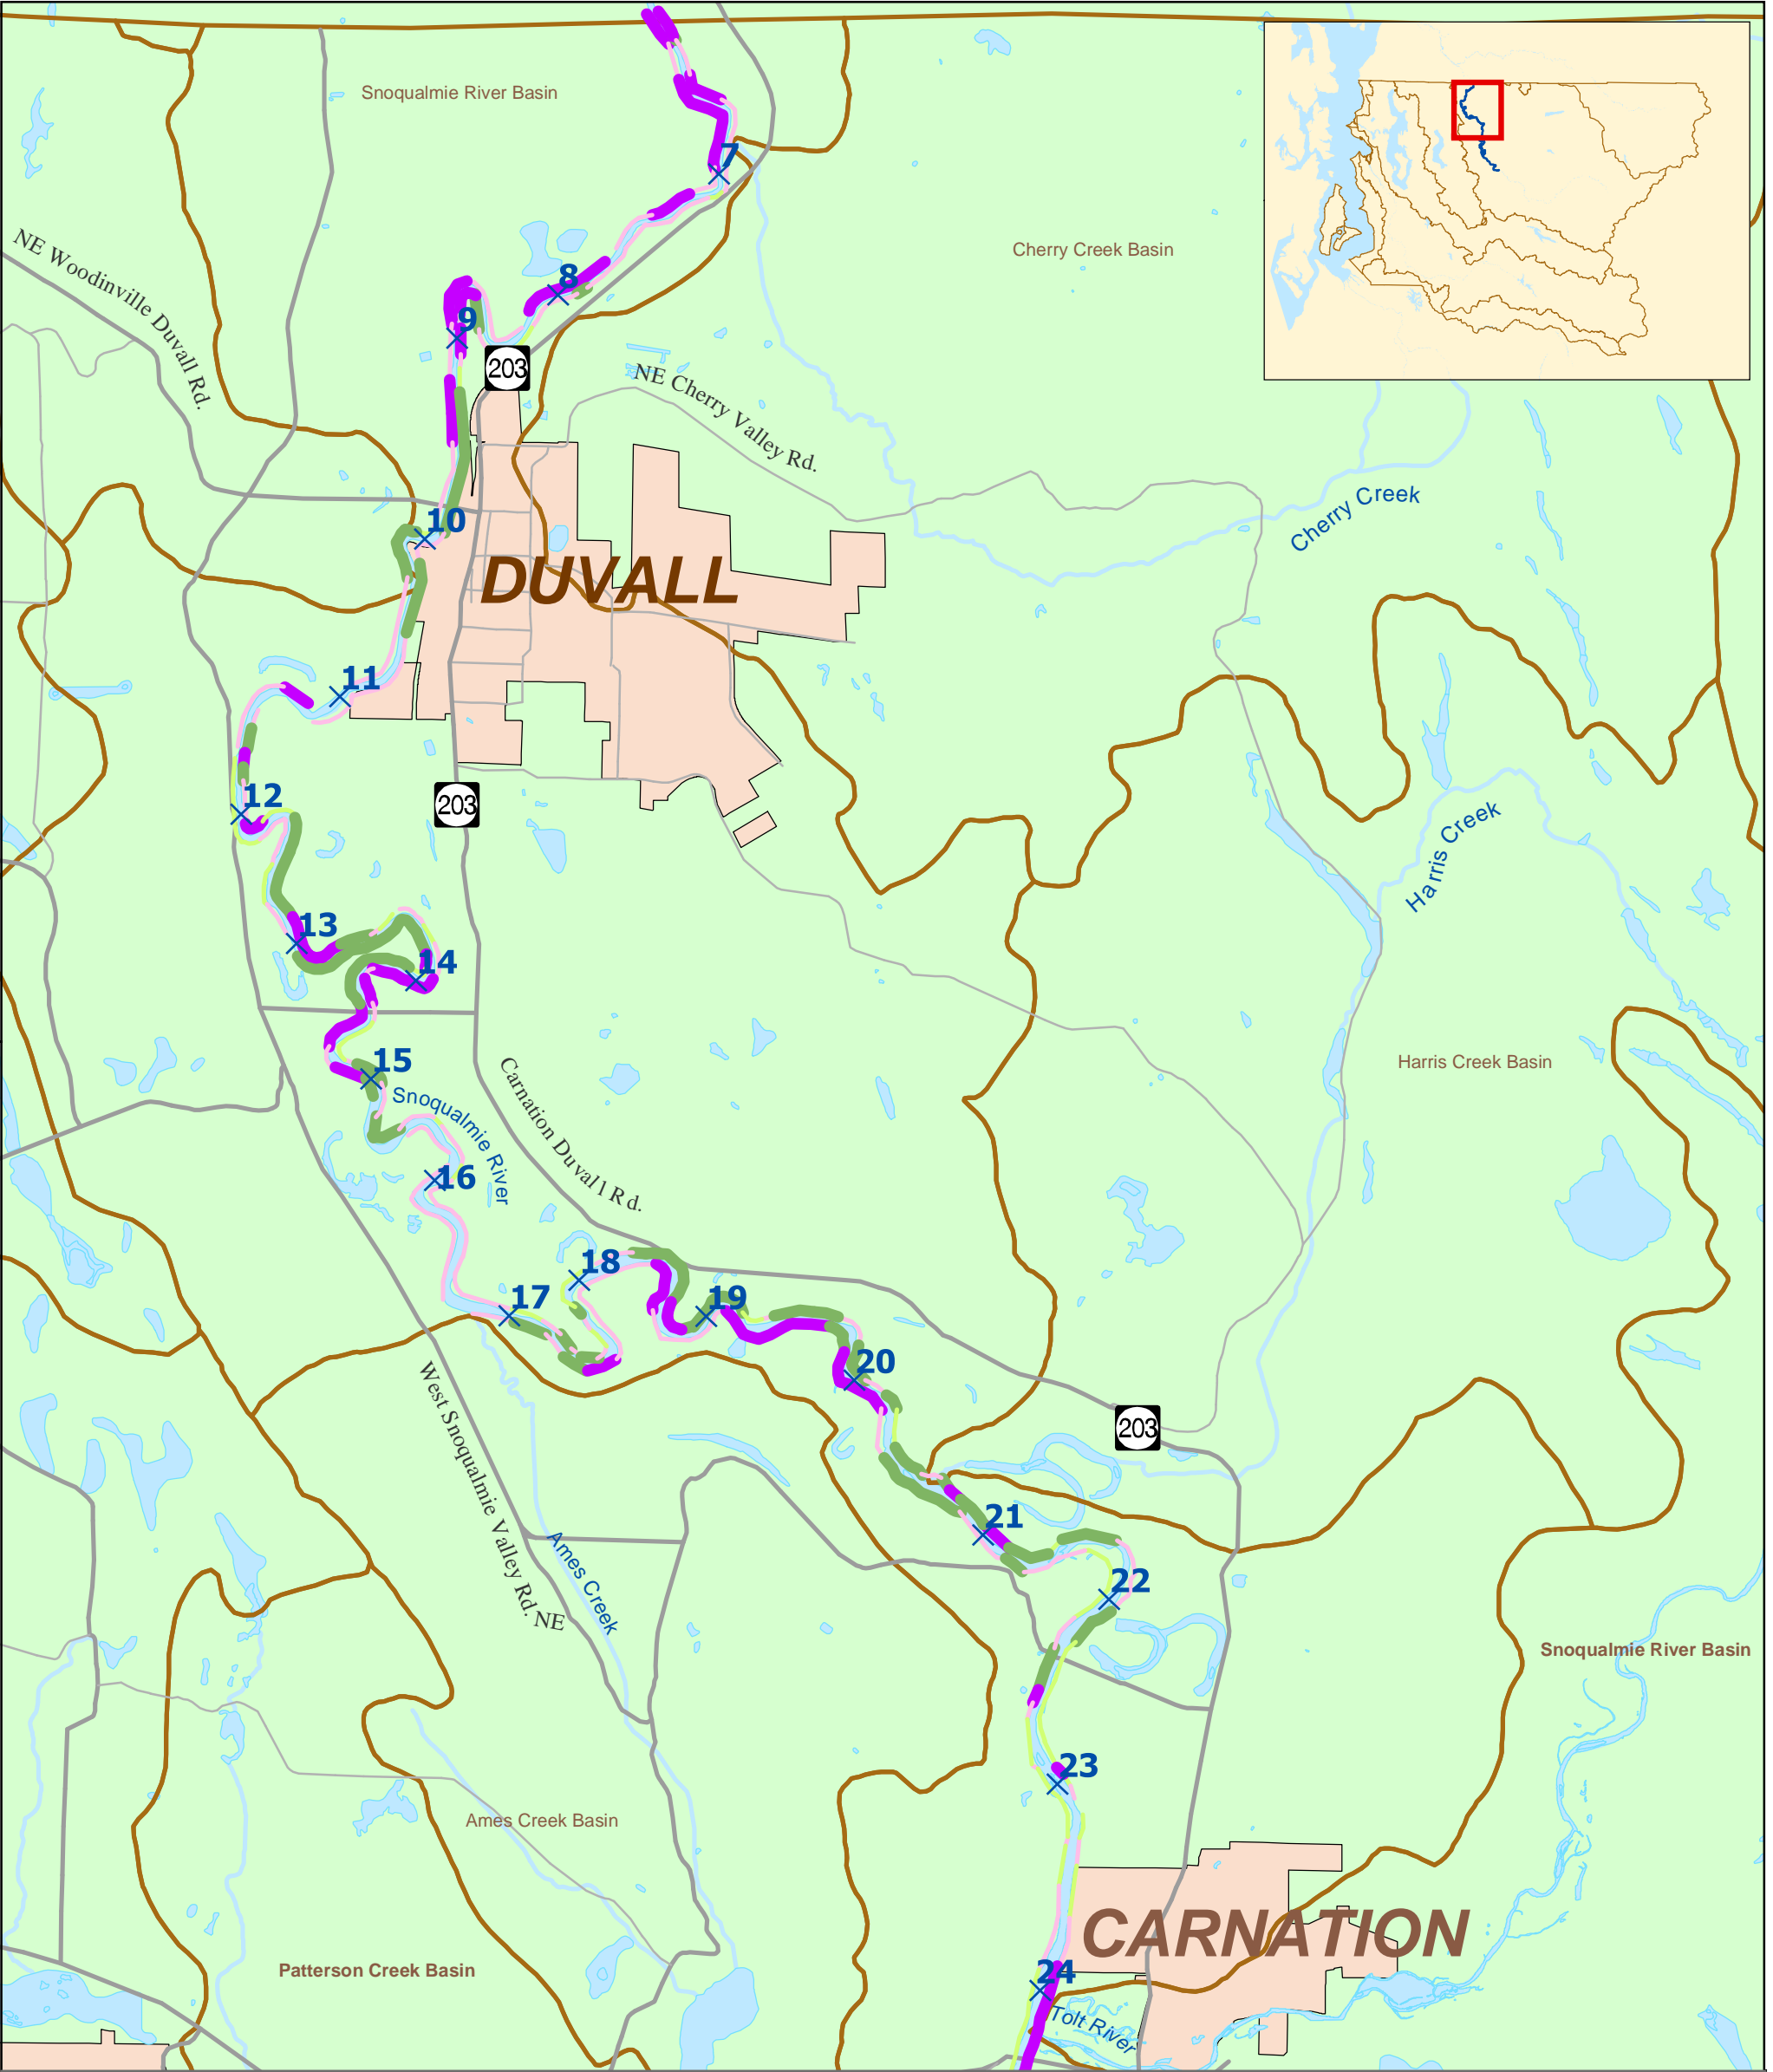 Snoqualmie River Basin
7
NE Woodinville Duvall Rd.
Cherry Creek Basin
8
9
203
NE Cherry Valley Rd.
Cherry Creek
10
DUVALL
11
12
203
Harris Creek
13
14
Carnation Duvall Rd.
15
Harris Creek Basin
Snoqualmie River
16
18
17
19
20
West Snoqualmie Valley Rd. NE
203
21
Ames Creek
22
Snoqualmie River Basin
23
Ames Creek Basin
CARNATION
Patterson Creek Basin
24
Tolt River